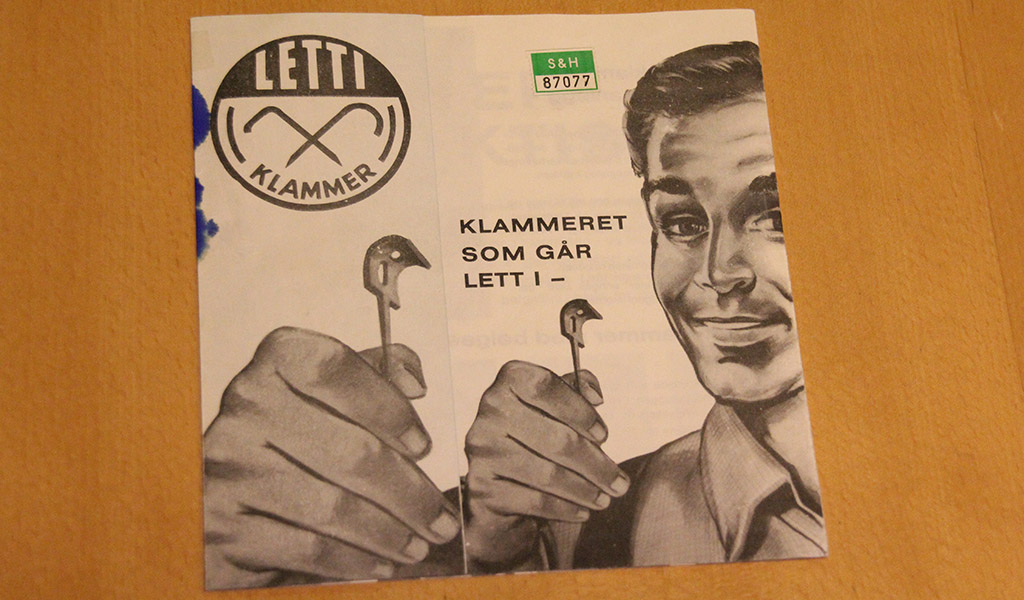 LETTI
KLAMMER
S&H
87077
KLAMMERET
SOM GÅR
LETT I –